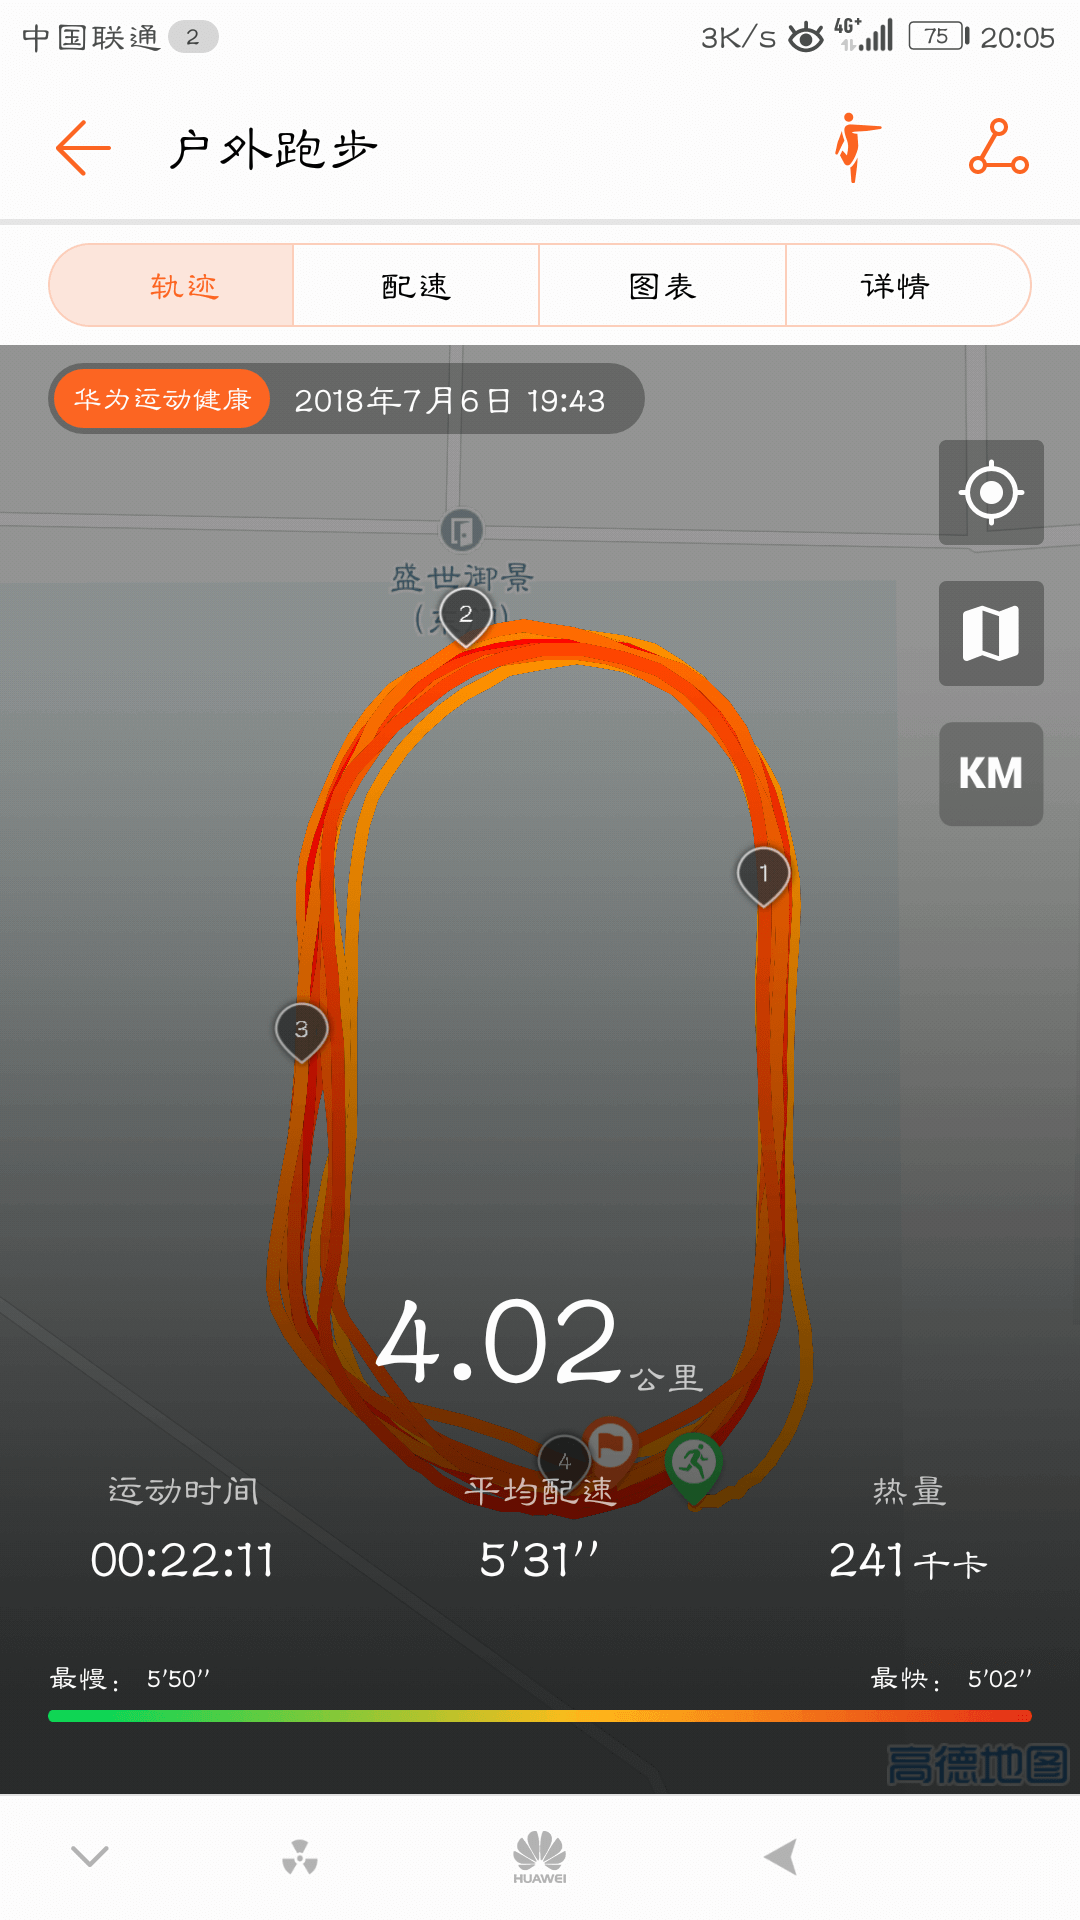 中国联通 2 3K/s 4G+ 75 20:05
户外跑步
轨迹 配速 图表 详情
华为运动健康 2018年7月6日 19:43
盛世御景
2
KM
1
3
4.02公里
4
运动时间 平均配速 热量
00:22:11 5'31'' 241千卡
最慢： 5'50'' 最快： 5'02''
高德地图
HUAWEI